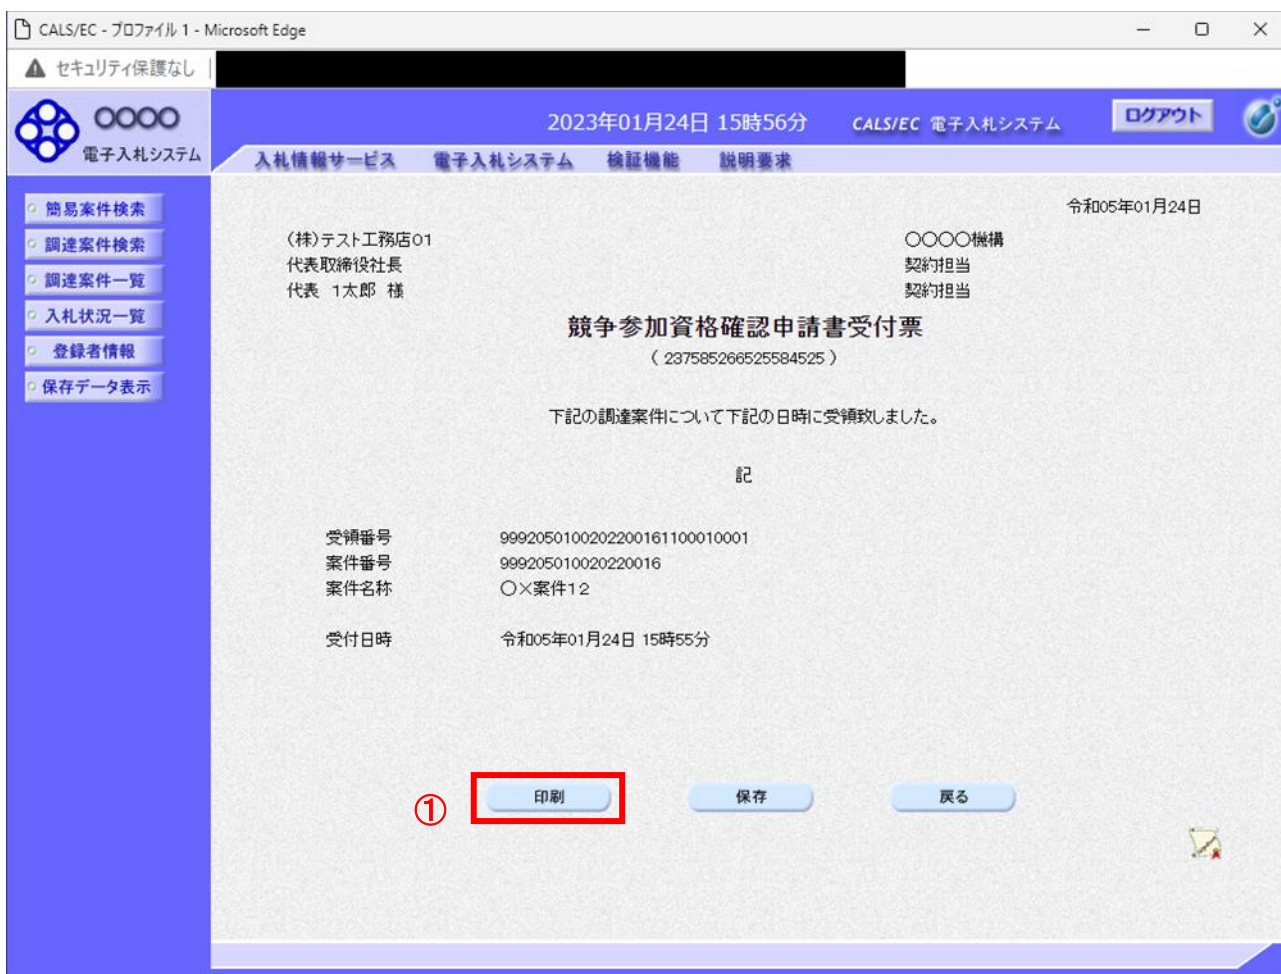 CALS/EC - プロファイル 1 - Microsoft Edge
セキュリティ保護なし
〇〇〇〇
電子入札システム
2023年01月24日 15時56分
CALS/EC 電子入札システム
ログアウト
入札情報サービス 電子入札システム 検証機能 説明要求
簡易案件検索
調達案件検索
調達案件一覧
入札状況一覧
登録者情報
保存データ表示
令和05年01月24日
(株)テスト工務店01
代表取締役社長
代表 1太郎 様
〇〇〇〇機構
契約担当
契約担当
競争参加資格確認申請書受付票
( 237585266525584525 )
下記の調達案件について下記の日時に受領致しました。
記
受領番号 9992050100202200161100010001
案件番号 999205010020220016
案件名称 〇×案件12
受付日時 令和05年01月24日 15時55分
①
印刷
保存
戻る